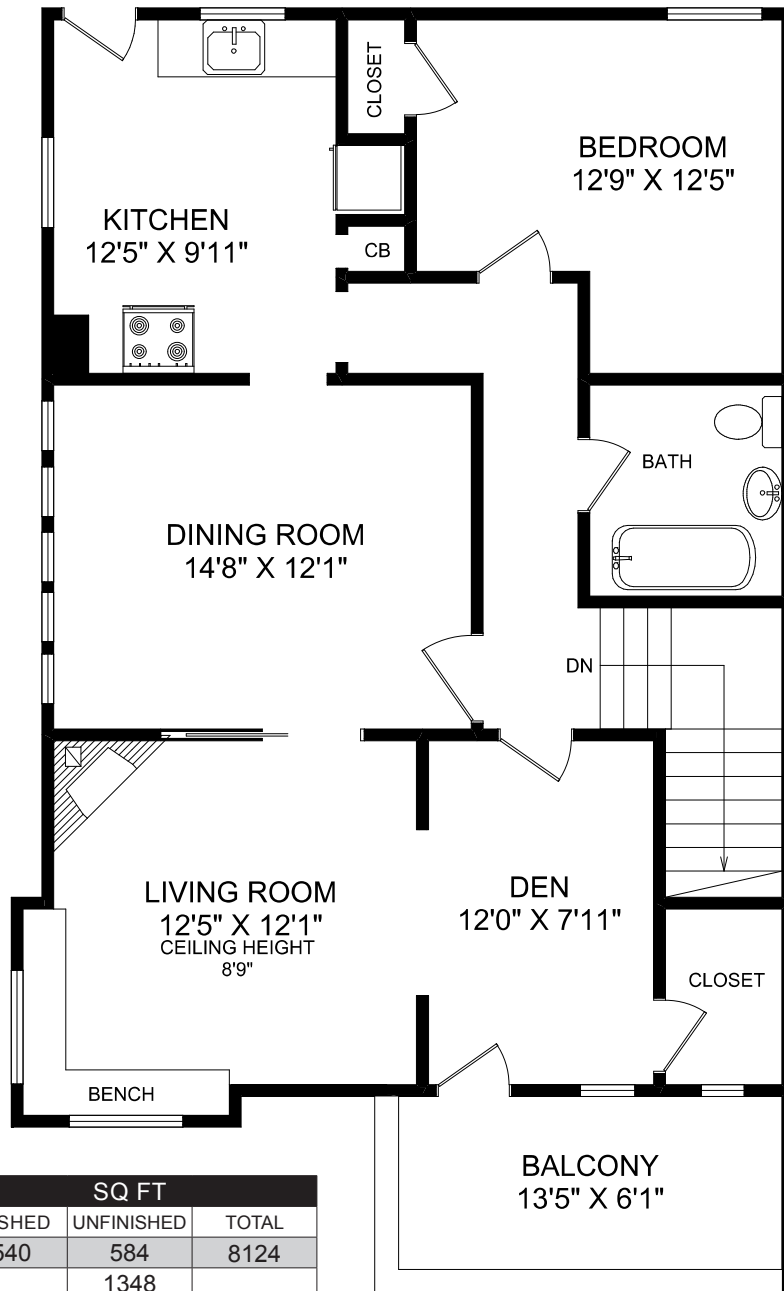 CLOSET
BEDROOM
12'9" X 12'5"
KITCHEN
12'5" X 9'11"
CB
BATH
DINING ROOM
14'8" X 12'1"
DN
LIVING ROOM
12'5" X 12'1"
CEILING HEIGHT
8'9"
DEN
12'0" X 7'11"
CLOSET
BENCH
BALCONY
13'5" X 6'1"
SQ FT
SHED UNFINISHED TOTAL
540 584 8124
1348